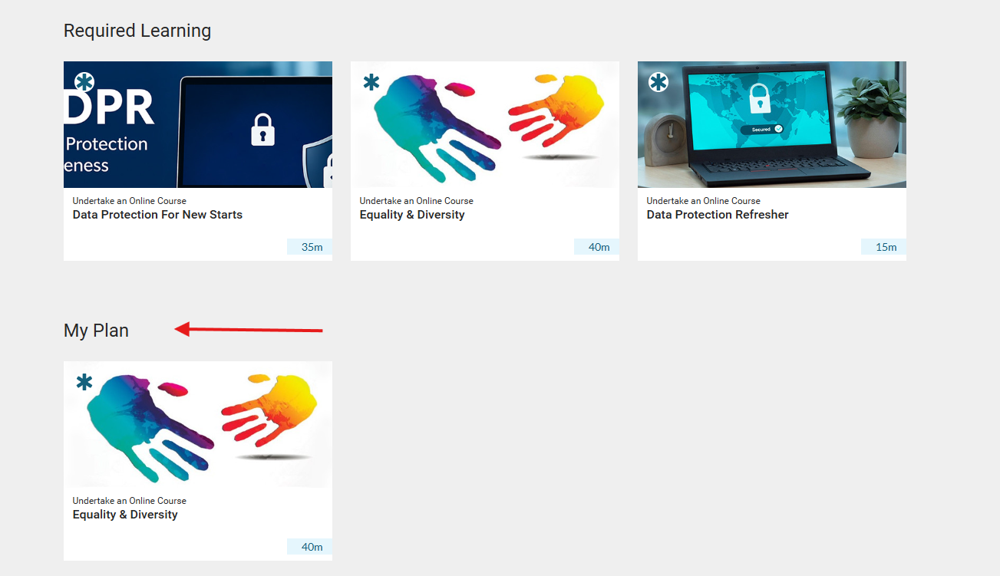 Required Learning
DPR
Protection
eness
Secured
Undertake an Online Course
Data Protection For New Starts
35m
Undertake an Online Course
Equality & Diversity
40m
Undertake an Online Course
Data Protection Refresher
15m
My Plan
Undertake an Online Course
Equality & Diversity
40m